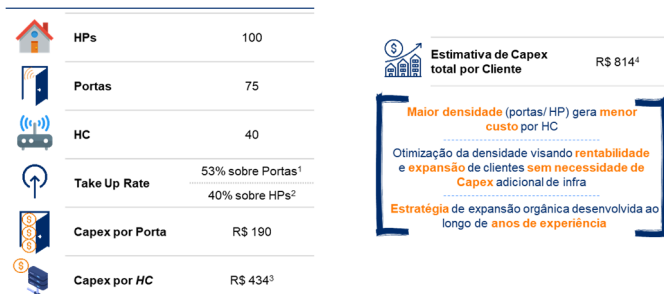 HPs 100
Portas 75
HC 40
Take Up Rate
53% sobre Portas¹
40% sobre HPs²
Capex por Porta R$ 190
Capex por HC R$ 434³
Estimativa de Capex
total por Cliente
R$ 814⁴
Maior densidade (portas/ HP) gera menor
custo por HC
Otimização da densidade visando rentabilidade
e expansão de clientes sem necessidade de
Capex adicional de infra
Estratégia de expansão orgânica desenvolvida ao
longo de anos de experiência